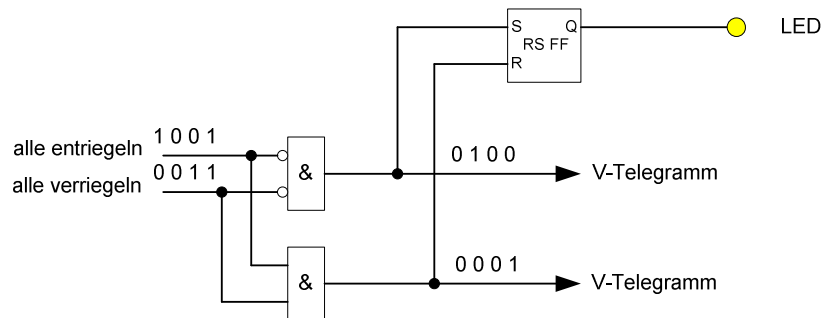 S Q
RS FF
R
LED
alle entriegeln 1 0 0 1
alle verriegeln 0 0 1 1
&
0 1 0 0
V-Telegramm
&
0 0 0 1
V-Telegramm